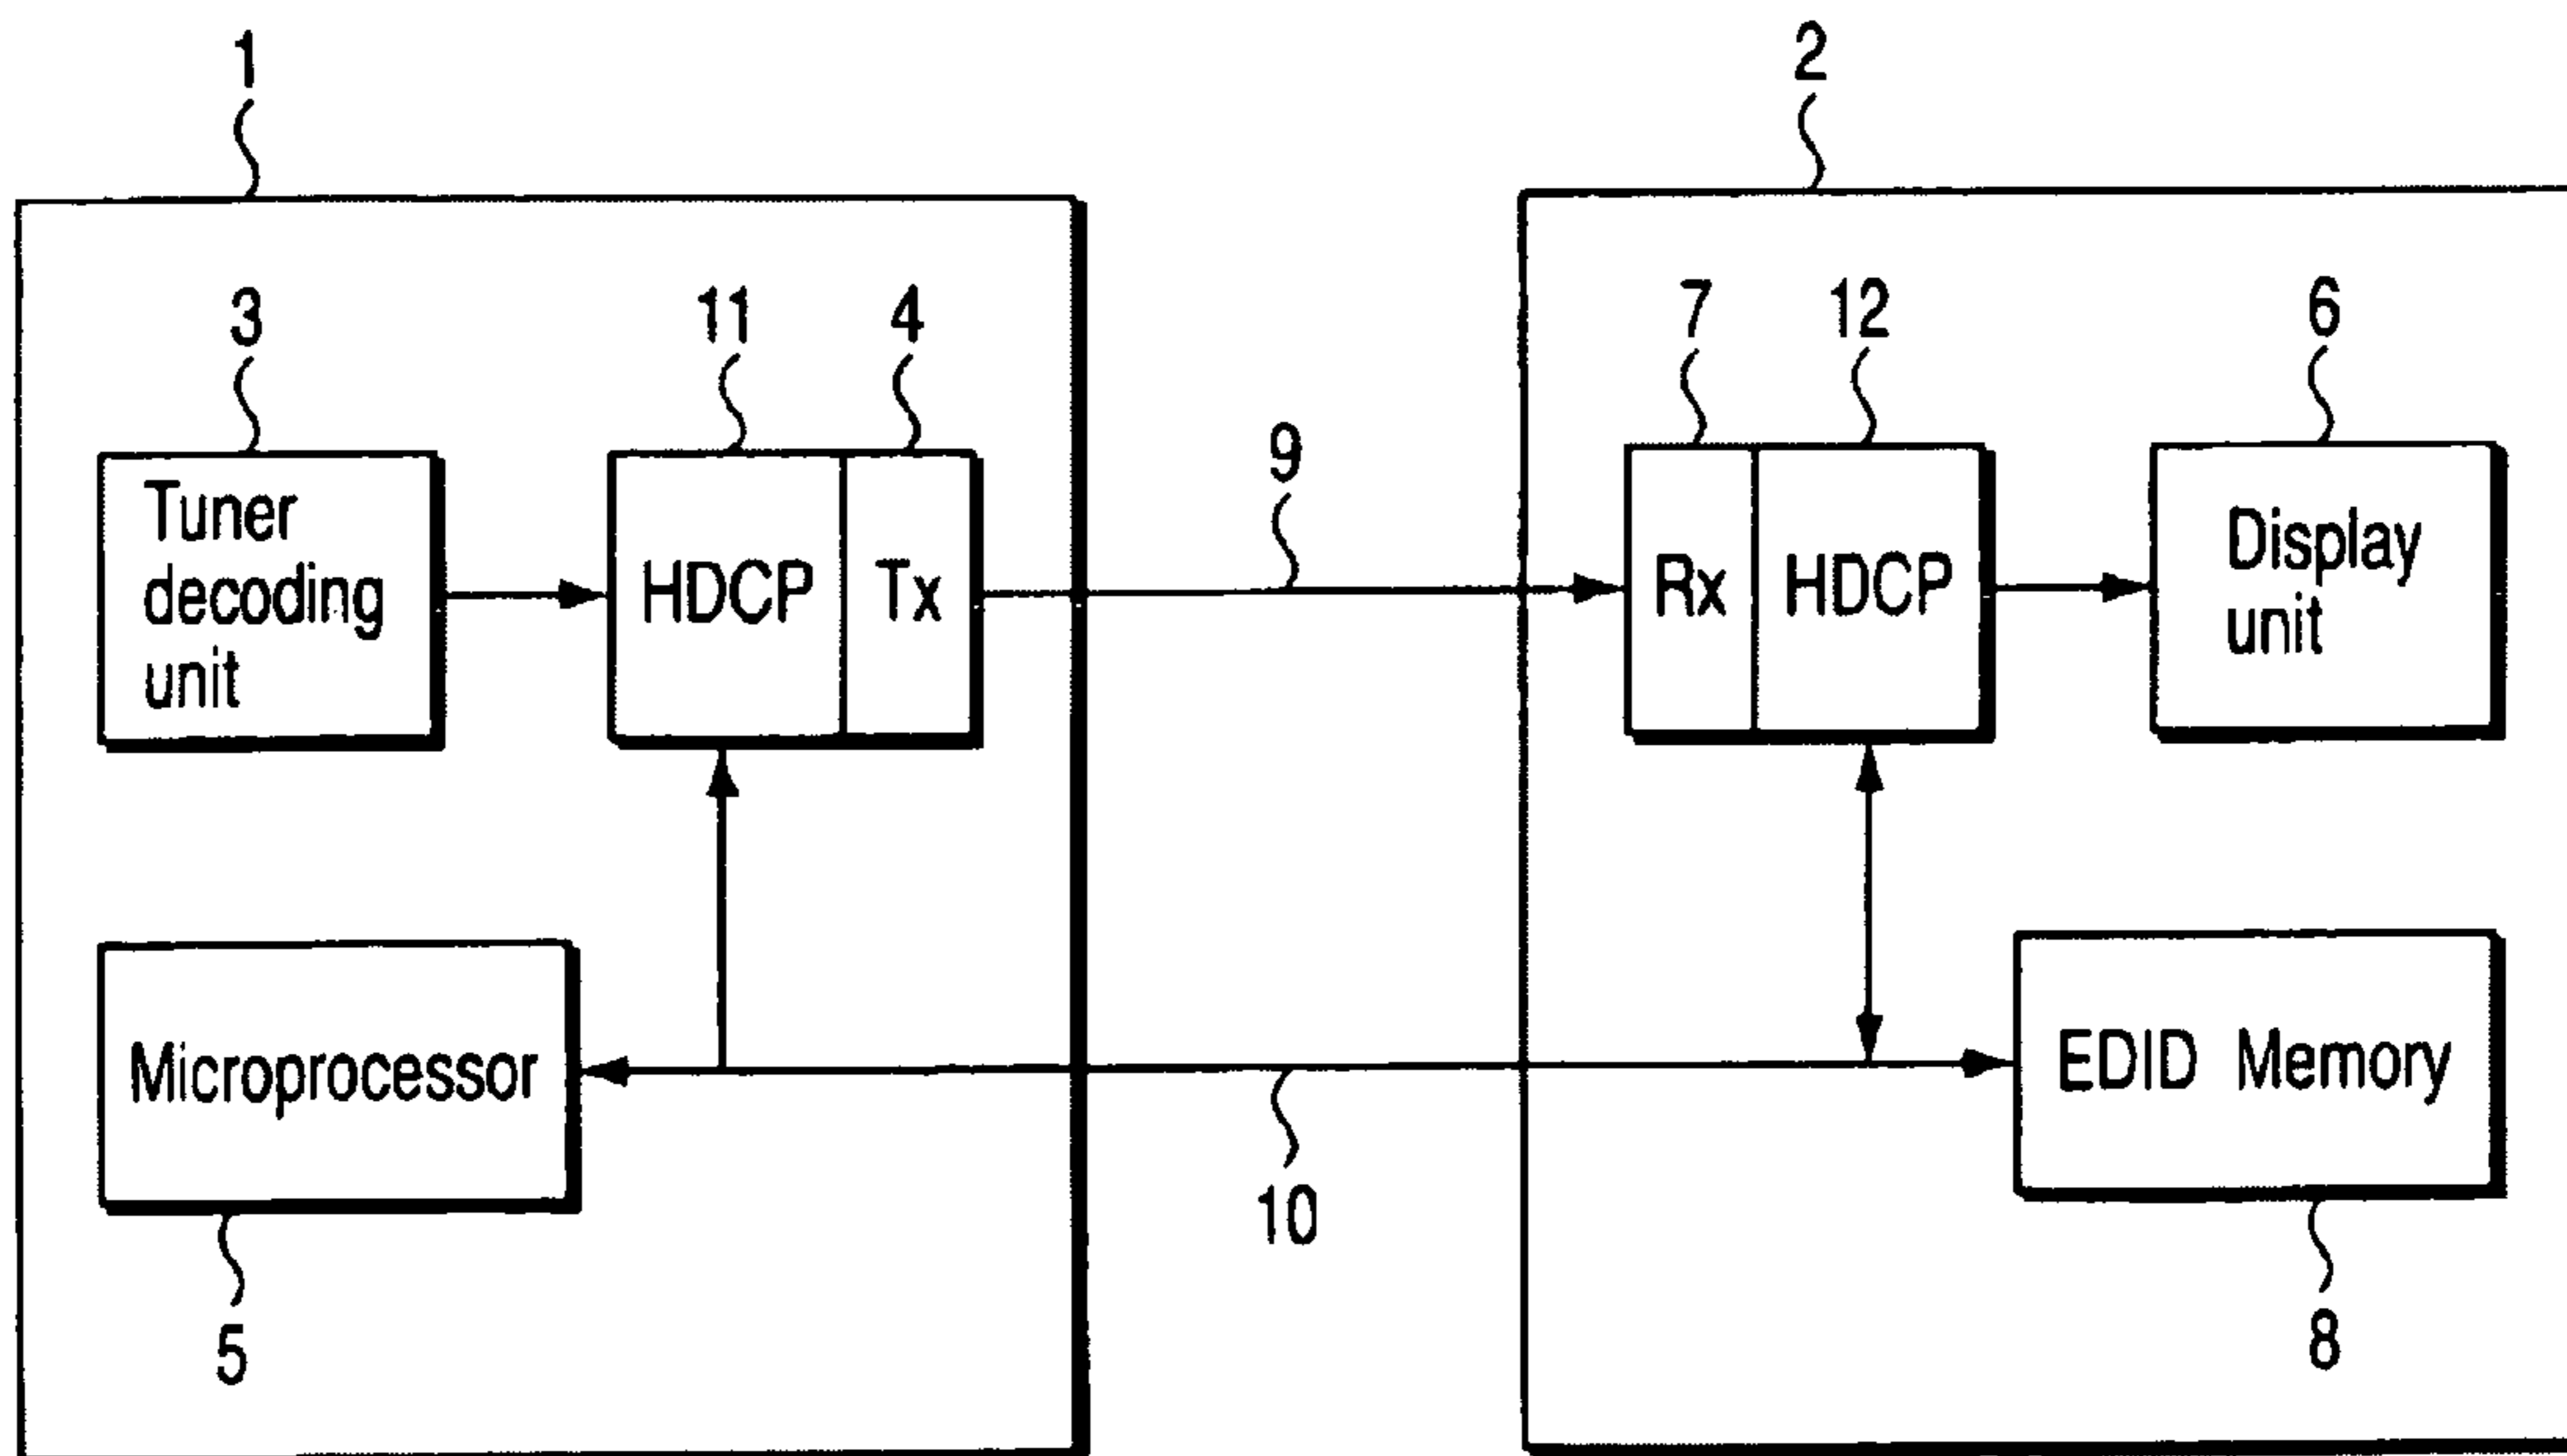 1
2
3
11
4
7
12
6
9
Tuner
decoding
unit
HDCP
Tx
Rx
HDCP
Display
unit
Microprocessor
EDID Memory
10
5
8